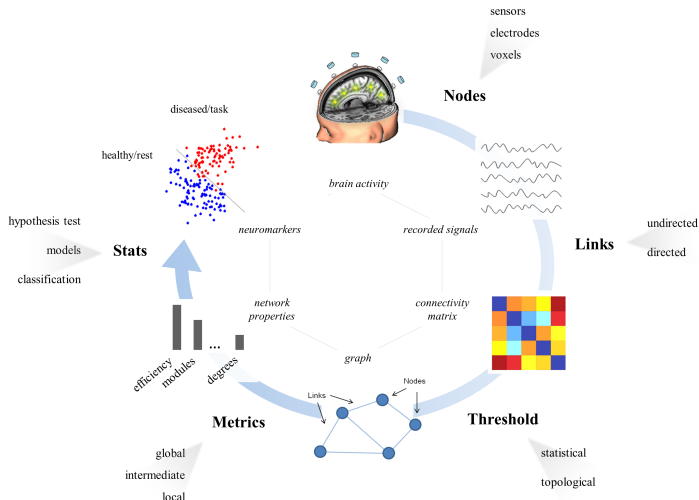 sensors
electrodes
voxels
Nodes
diseased/task
healthy/rest
brain activity
neuromarkers
recorded signals
hypothesis test
models
classification
Stats
Links
undirected
directed
network
properties
connectivity
matrix
graph
...
efficiency
modules
degrees
Links
Nodes
Metrics
Threshold
global
intermediate
local
statistical
topological